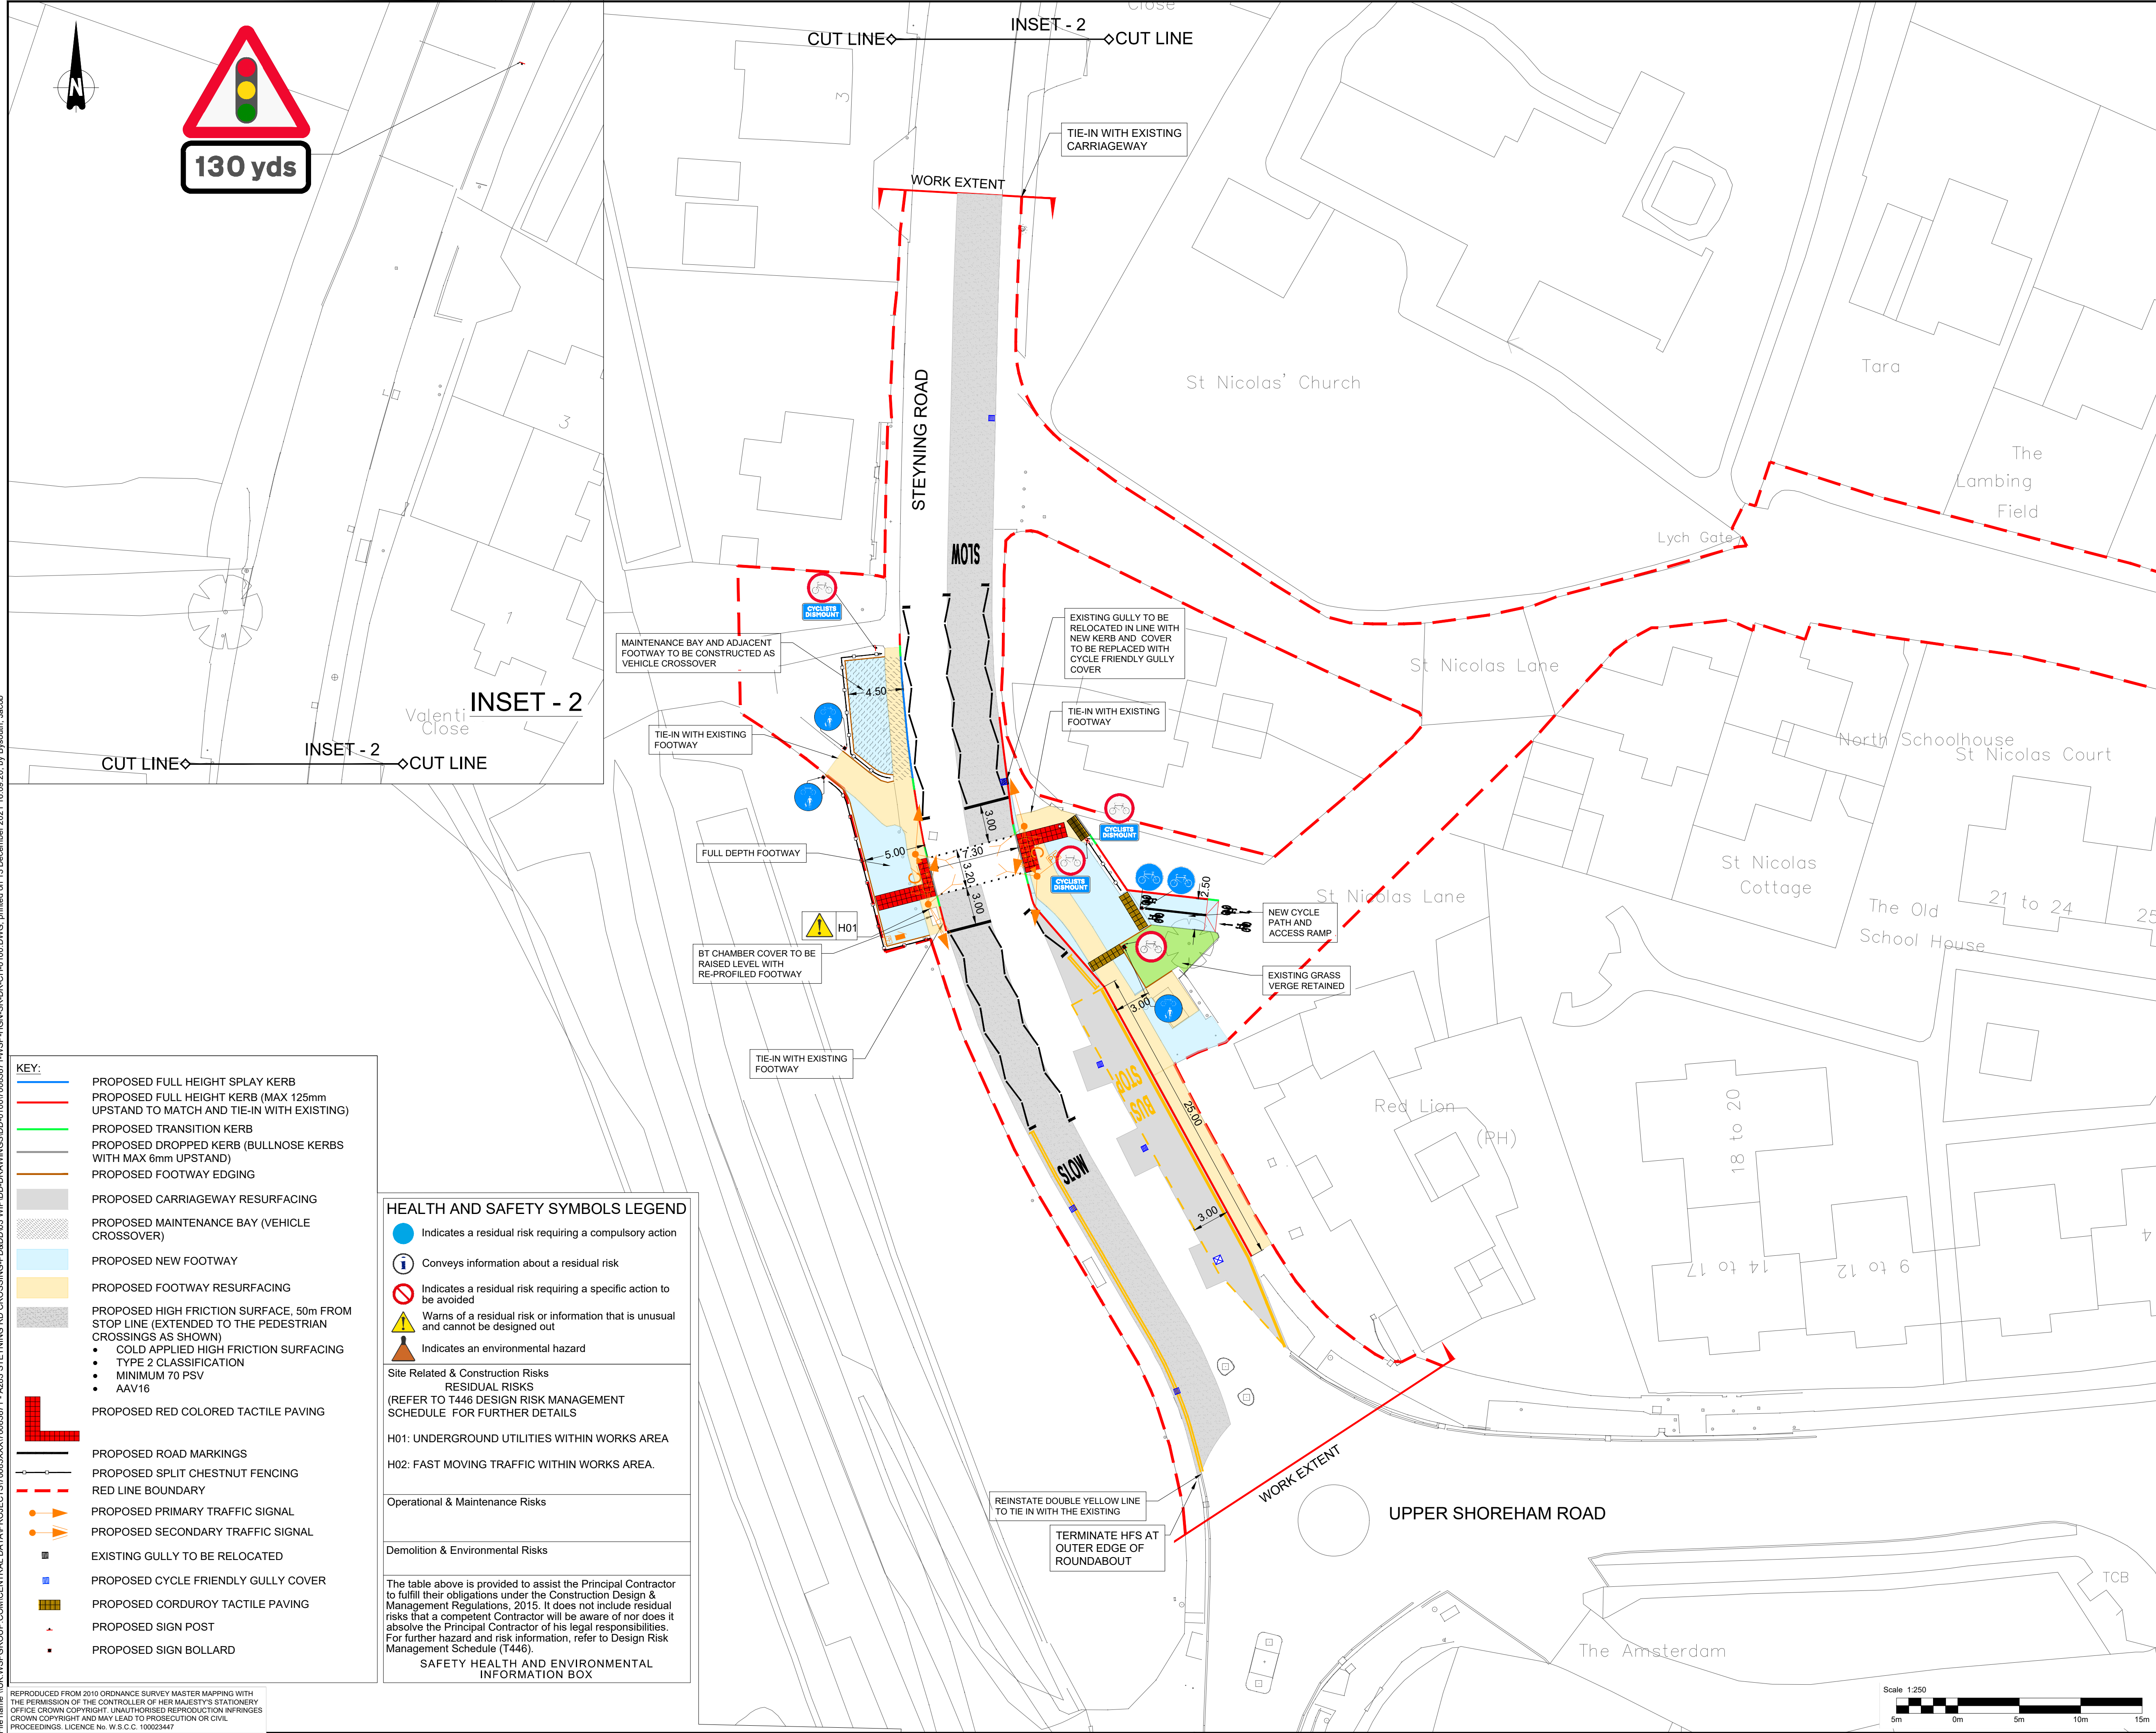 130 yds
N
3
1
Valenti
Close
INSET - 2
INSET - 2
CUT LINE
CUT LINE
Close
INSET - 2
CUT LINE
CUT LINE
3
TIE-IN WITH EXISTING
CARRIAGEWAY
WORK EXTENT
STEYNING ROAD
St Nicolas' Church
Tara
The
Lambing
Field
Lych Gate
SLOW
CYCLISTS
DISMOUNT
MAINTENANCE BAY AND ADJACENT
FOOTWAY TO BE CONSTRUCTED AS
VEHICLE CROSSOVER
4.50
EXISTING GULLY TO BE
RELOCATED IN LINE WITH
NEW KERB AND COVER
TO BE REPLACED WITH
CYCLE FRIENDLY GULLY
COVER
TIE-IN WITH EXISTING
FOOTWAY
TIE-IN WITH EXISTING
FOOTWAY
St Nicolas Lane
North Schoolhouse
St Nicolas Court
CYCLISTS
DISMOUNT
3.00
FULL DEPTH FOOTWAY
5.00
7.30
3.20
3.00
CYCLISTS
DISMOUNT
2.50
St Nicolas Lane
St Nicolas
Cottage
The Old
School House
21 to 24
25
H01
NEW CYCLE
PATH AND
ACCESS RAMP
BT CHAMBER COVER TO BE
RAISED LEVEL WITH
RE-PROFILED FOOTWAY
EXISTING GRASS
VERGE RETAINED
3.00
TIE-IN WITH EXISTING
FOOTWAY
BUS
STOP
25.00
Red Lion
(PH)
18 to 20
SLOW
3.00
14 to 17
9 to 12
4
WORK EXTENT
REINSTATE DOUBLE YELLOW LINE
TO TIE IN WITH THE EXISTING
TERMINATE HFS AT
OUTER EDGE OF
ROUNDABOUT
UPPER SHOREHAM ROAD
TCB
The Amsterdam
KEY:
PROPOSED FULL HEIGHT SPLAY KERB
PROPOSED FULL HEIGHT KERB (MAX 125mm
UPSTAND TO MATCH AND TIE-IN WITH EXISTING)
PROPOSED TRANSITION KERB
PROPOSED DROPPED KERB (BULLNOSE KERBS
WITH MAX 6mm UPSTAND)
PROPOSED FOOTWAY EDGING
PROPOSED CARRIAGEWAY RESURFACING
PROPOSED MAINTENANCE BAY (VEHICLE
CROSSOVER)
PROPOSED NEW FOOTWAY
PROPOSED FOOTWAY RESURFACING
PROPOSED HIGH FRICTION SURFACE, 50m FROM
STOP LINE (EXTENDED TO THE PEDESTRIAN
CROSSINGS AS SHOWN)
• COLD APPLIED HIGH FRICTION SURFACING
• TYPE 2 CLASSIFICATION
• MINIMUM 70 PSV
• AAV16
PROPOSED RED COLORED TACTILE PAVING
PROPOSED ROAD MARKINGS
PROPOSED SPLIT CHESTNUT FENCING
RED LINE BOUNDARY
PROPOSED PRIMARY TRAFFIC SIGNAL
PROPOSED SECONDARY TRAFFIC SIGNAL
EXISTING GULLY TO BE RELOCATED
PROPOSED CYCLE FRIENDLY GULLY COVER
PROPOSED CORDUROY TACTILE PAVING
PROPOSED SIGN POST
PROPOSED SIGN BOLLARD
HEALTH AND SAFETY SYMBOLS LEGEND
Indicates a residual risk requiring a compulsory action
Conveys information about a residual risk
Indicates a residual risk requiring a specific action to
be avoided
Warns of a residual risk or information that is unusual
and cannot be designed out
Indicates an environmental hazard
Site Related & Construction Risks
RESIDUAL RISKS
(REFER TO T446 DESIGN RISK MANAGEMENT
SCHEDULE FOR FURTHER DETAILS
H01: UNDERGROUND UTILITIES WITHIN WORKS AREA
H02: FAST MOVING TRAFFIC WITHIN WORKS AREA.
Operational & Maintenance Risks
Demolition & Environmental Risks
The table above is provided to assist the Principal Contractor
to fulfill their obligations under the Construction Design &
Management Regulations, 2015. It does not include residual
risks that a competent Contractor will be aware of nor does it
absolve the Principal Contractor of his legal responsibilities.
For further hazard and risk information, refer to Design Risk
Management Schedule (T446).
SAFETY HEALTH AND ENVIRONMENTAL
INFORMATION BOX
REPRODUCED FROM 2010 ORDNANCE SURVEY MASTER MAPPING WITH
THE PERMISSION OF THE CONTROLLER OF HER MAJESTY'S STATIONERY
OFFICE CROWN COPYRIGHT. UNAUTHORISED REPRODUCTION INFRINGES
CROWN COPYRIGHT AND MAY LEAD TO PROSECUTION OR CIVIL
PROCEEDINGS. LICENCE No. W.S.C.C. 100023447
Scale 1:250
5m 0m 5m 10m 15m